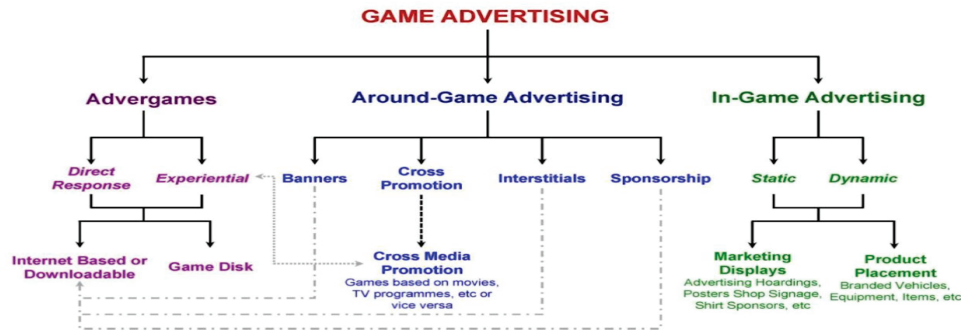 GAME ADVERTISING
Advergames
Around-Game Advertising
In-Game Advertising
Direct
Response
Experiential
Banners
Cross
Promotion
Interstitials
Sponsorship
Static
Dynamic
Internet Based or
Downloadable
Game Disk
Cross Media
Promotion
Games based on movies,
TV programmes, etc or
vice versa
Marketing
Displays
Advertising Hoardings,
Posters Shop Signage,
Shirt Sponsors, etc
Product
Placement
Branded Vehicles,
Equipment, Items, etc